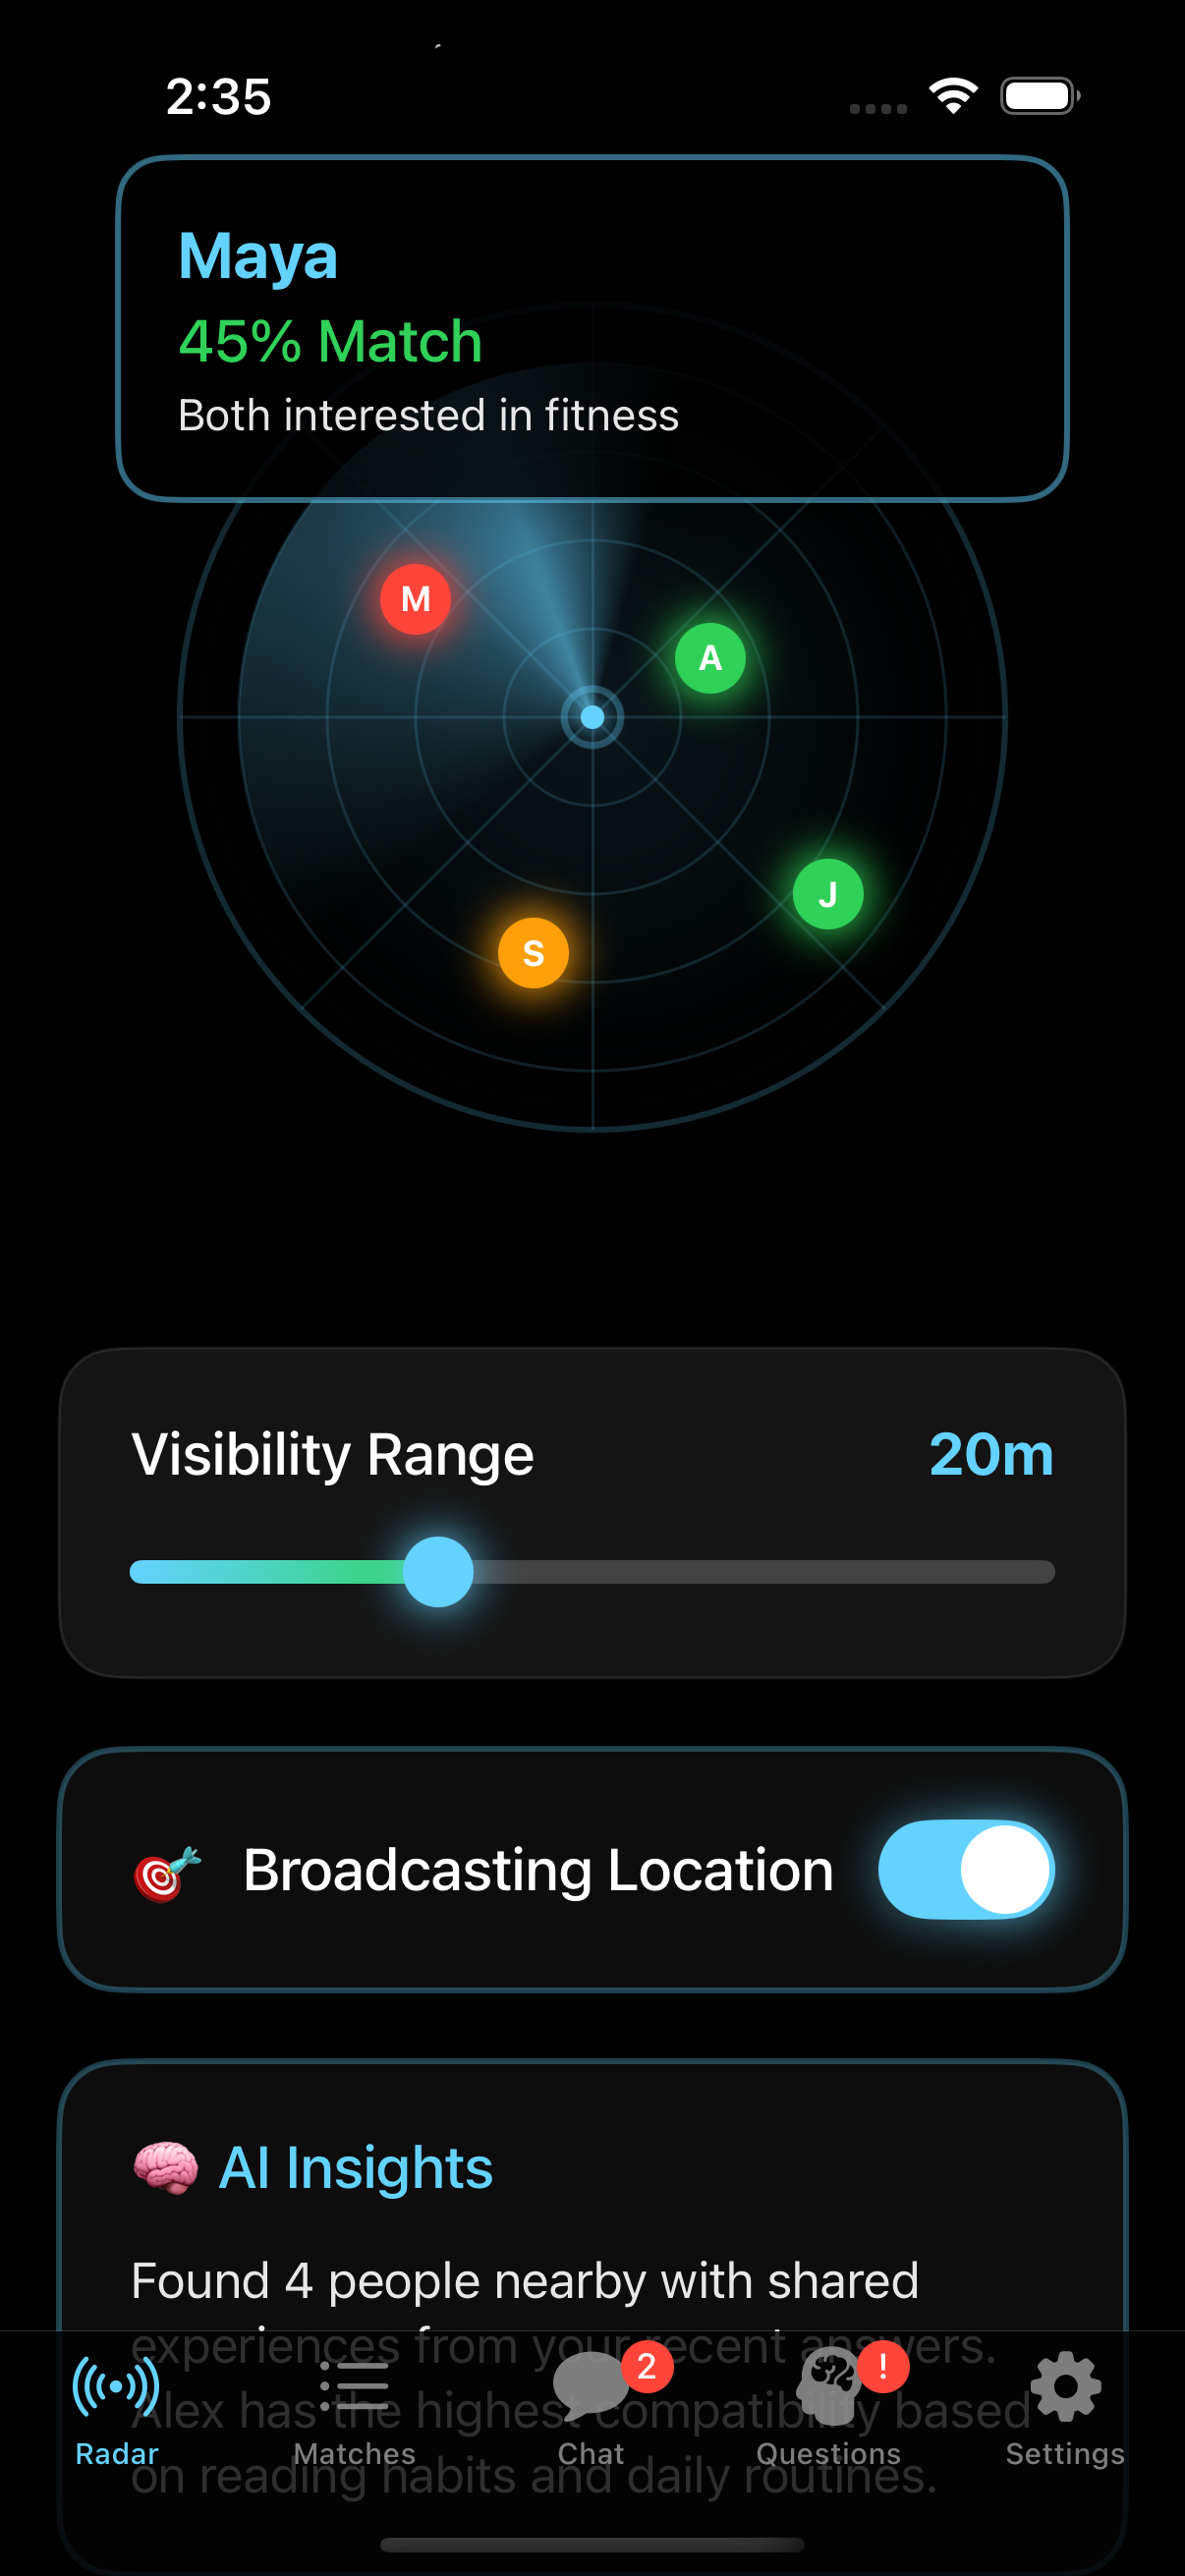 2:35
Maya
45% Match
Both interested in fitness
M
A
J
S
Visibility Range
20m
Broadcasting Location
AI Insights
Found 4 people nearby with shared
experiences from your recent answers.
Alex has the highest compatibility based
on reading habits and daily routines.
2
!
Radar
Matches
Chat
Questions
Settings